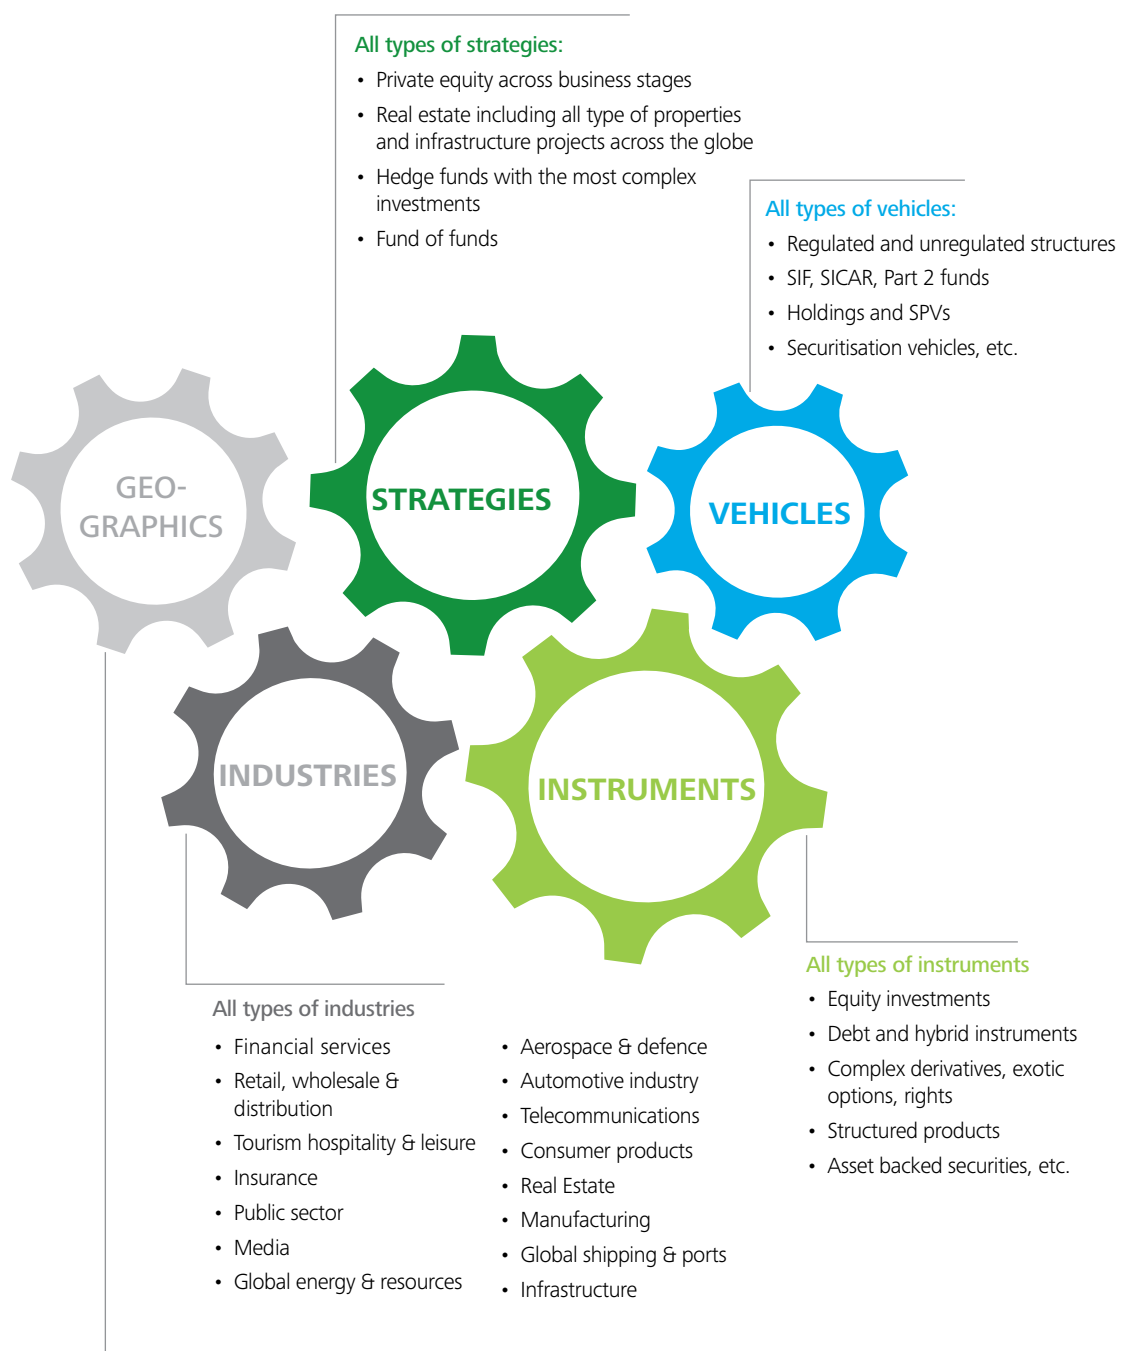 All types of strategies:
• Private equity across business stages
• Real estate including all type of properties
and infrastructure projects across the globe
• Hedge funds with the most complex
investments
• Fund of funds
All types of vehicles:
• Regulated and unregulated structures
• SIF, SICAR, Part 2 funds
• Holdings and SPVs
• Securitisation vehicles, etc.
GEO-
GRAPHICS
STRATEGIES
VEHICLES
INDUSTRIES
INSTRUMENTS
All types of industries
• Financial services
• Retail, wholesale &
distribution
• Tourism hospitality & leisure
• Insurance
• Public sector
• Media
• Global energy & resources
• Aerospace & defence
• Automotive industry
• Telecommunications
• Consumer products
• Real Estate
• Manufacturing
• Global shipping & ports
• Infrastructure
All types of instruments
• Equity investments
• Debt and hybrid instruments
• Complex derivatives, exotic
options, rights
• Structured products
• Asset backed securities, etc.